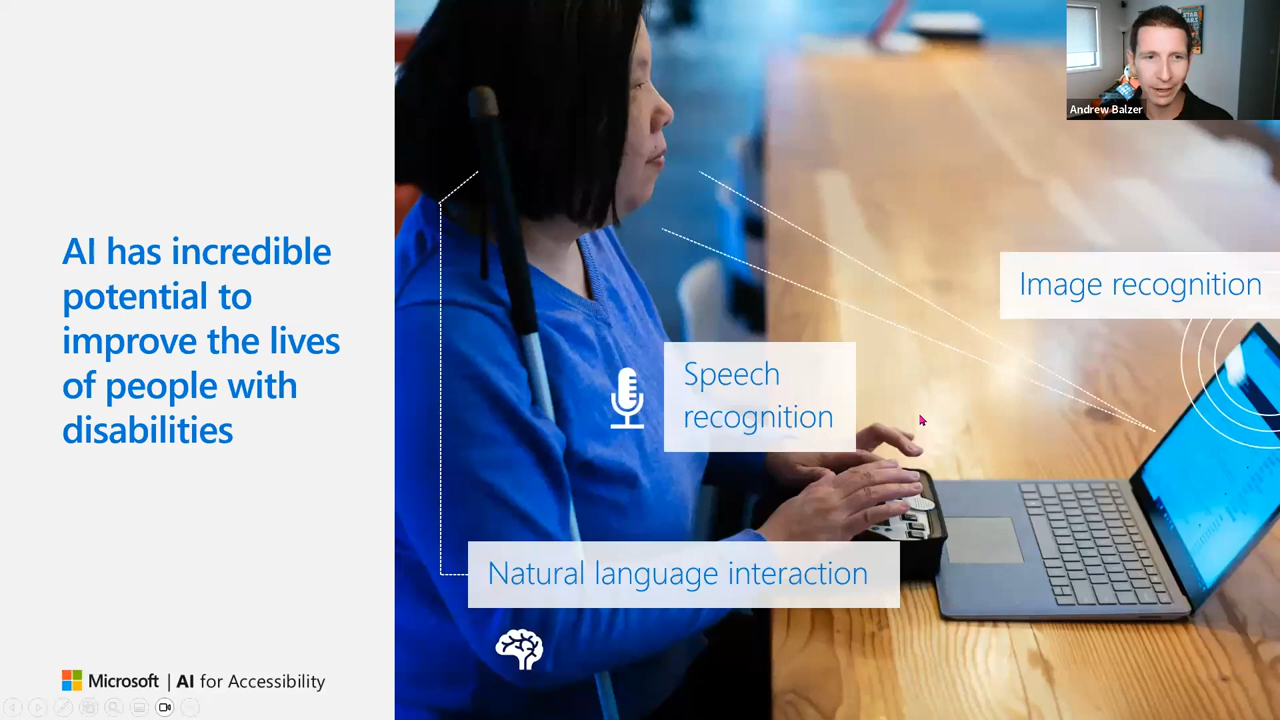 AI has incredible
potential to
improve the lives
of people with
disabilities
Microsoft | AI for Accessibility
Andrew Balzer
Image recognition
Speech
recognition
Natural language interaction